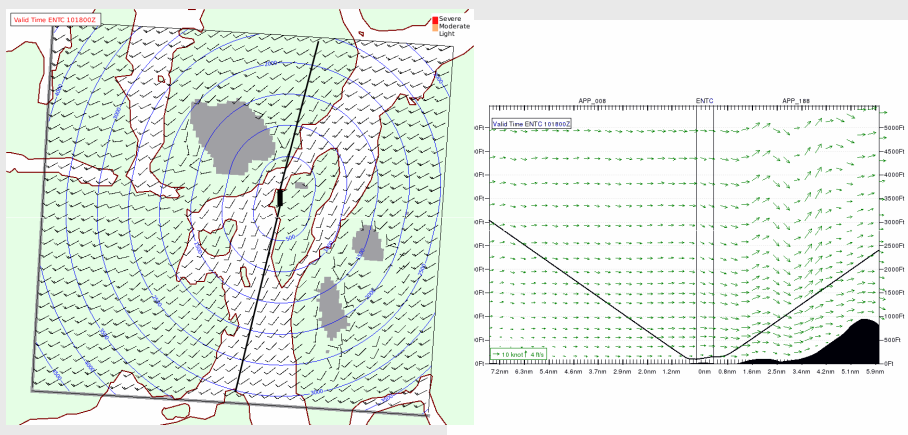 Valid Time ENTC 101800Z
Severe
Moderate
Light
2000
500
APP_008 ENTC APP_188
Valid Time ENTC 101800Z
5000Ft
4500Ft
4000Ft
3500Ft
3000Ft
2500Ft
2000Ft
1500Ft
1000Ft
500Ft
0Ft 0Ft
10 knot 4 ft/s
7.2nm 6.3nm 5.4nm 4.6nm 3.7nm 2.9nm 2.0nm 1.2nm 0nm 0.8nm 1.6nm 2.5nm 3.4nm 4.2nm 5.1nm 5.9nm